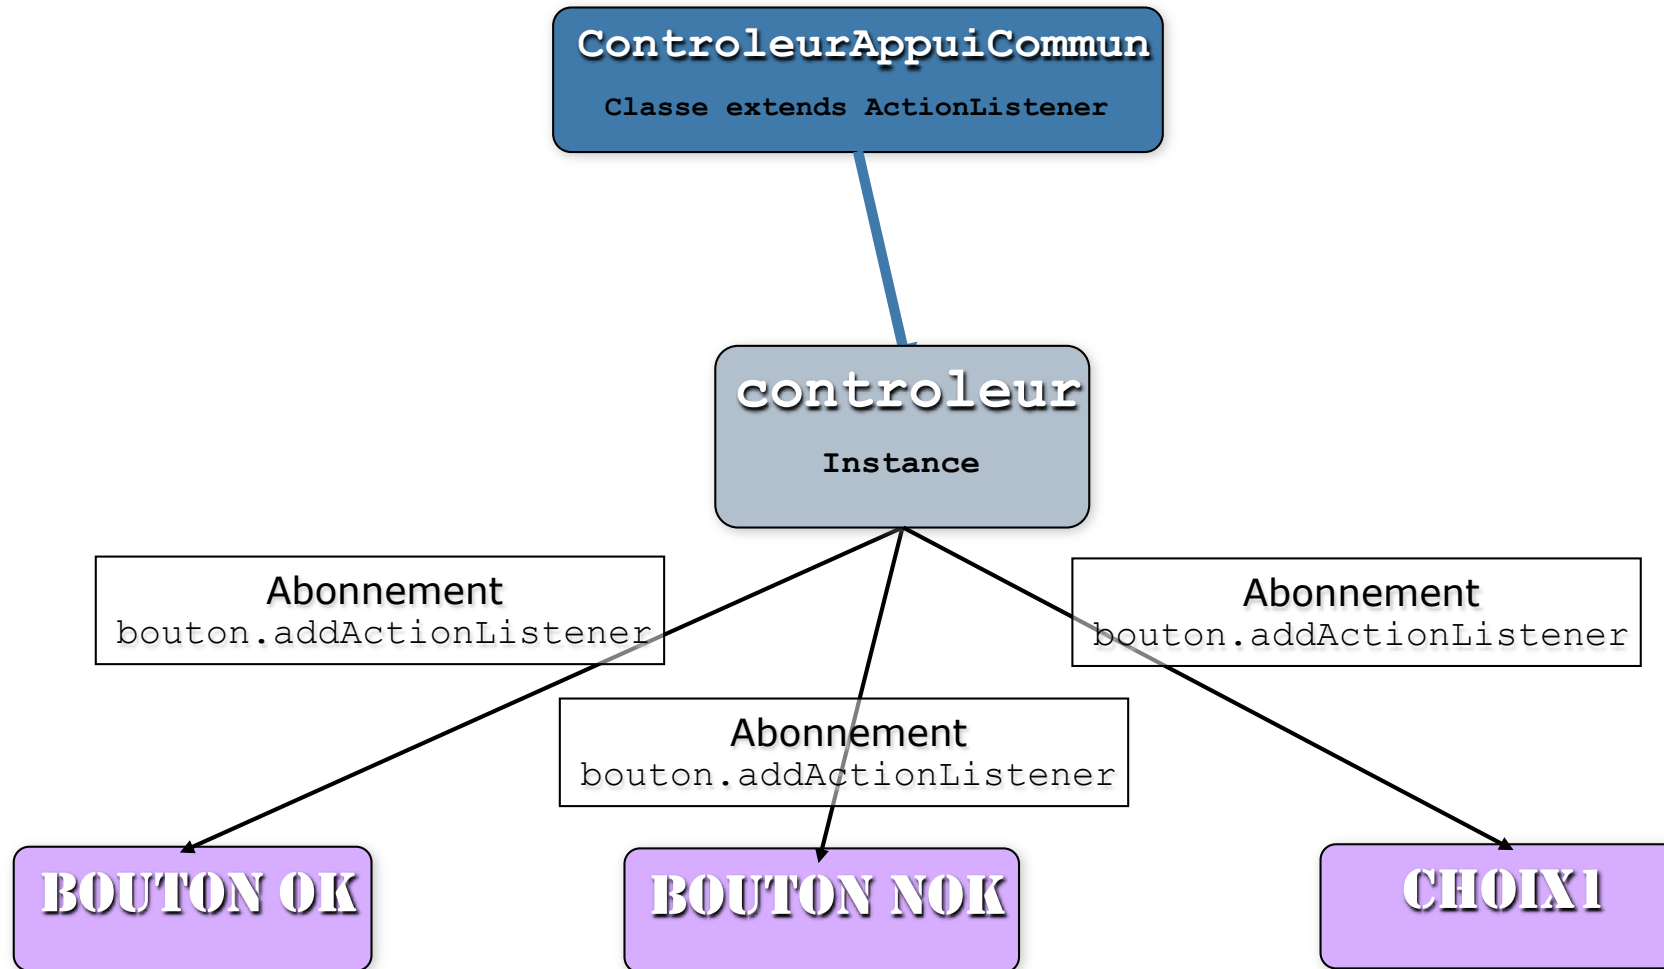 ControleurAppuiCommun
Classe extends ActionListener
controleur
Instance
Abonnement
bouton.addActionListener
Abonnement
bouton.addActionListener
Abonnement
bouton.addActionListener
BOUTON OK
BOUTON NOK
CHOIX1